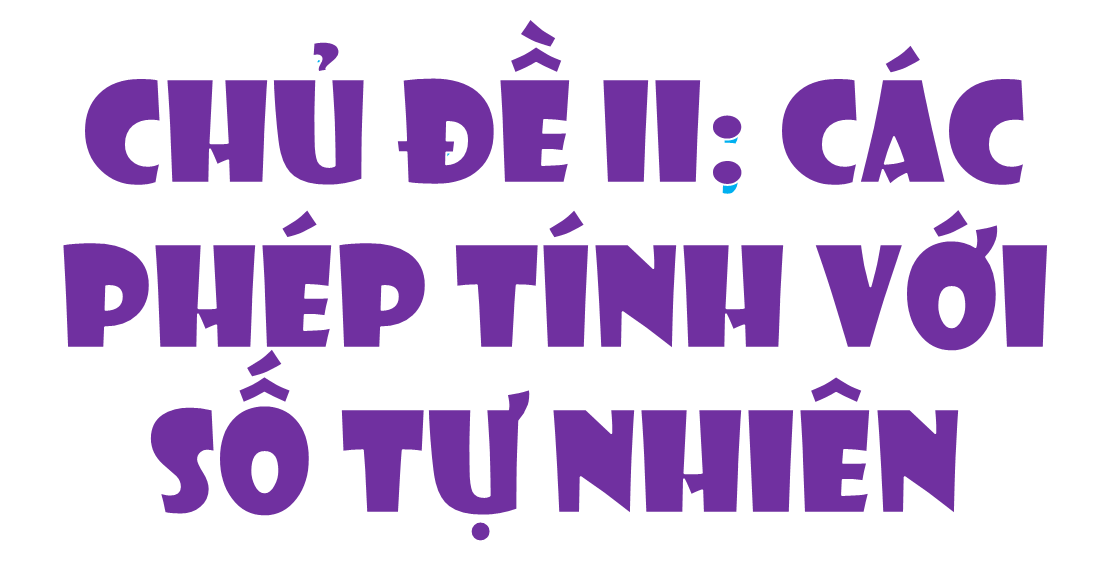 CHỦ ĐỀ II: CÁC
PHÉP TÍNH VỚI
SỐ TỰ NHIÊN